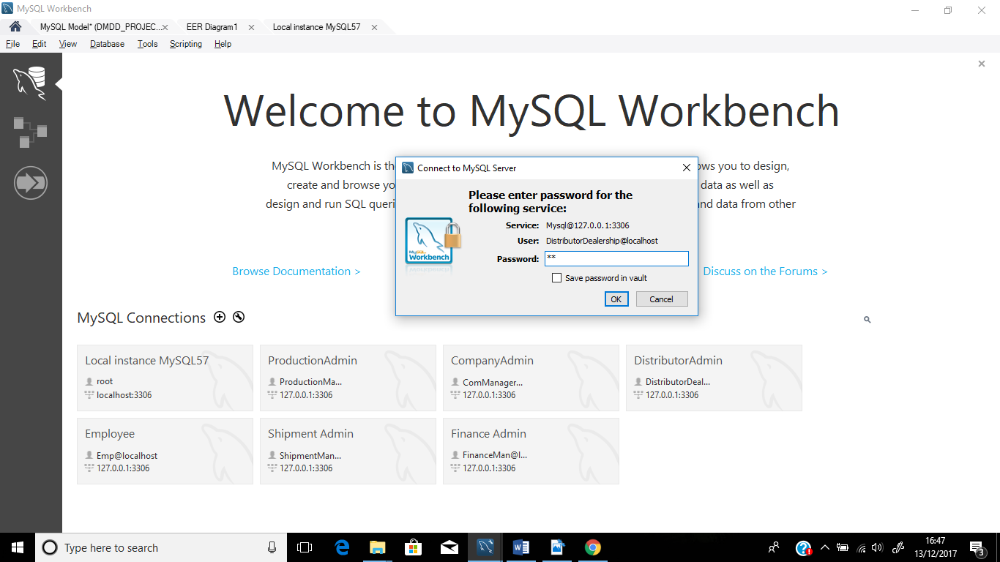 MySQL Workbench
MySQL Model* (DMDD_PROJEC...
EER Diagram1
Local instance MySQL57
File Edit View Database Tools Scripting Help
Welcome to MySQL Workbench
MySQL Workbench is the
ows you to design,
create and browse yo
data as well as
design and run SQL queri
nd data from other
Browse Documentation >
Discuss on the Forums >
Connect to MySQL Server
Please enter password for the
following service:
Service: Mysql@127.0.0.1:3306
User: DistributorDealership@localhost
Password: **
Save password in vault
OK Cancel
MySQL Workbench
MySQL Connections
Local instance MySQL57
root
localhost:3306
ProductionAdmin
ProductionMa...
127.0.0.1:3306
CompanyAdmin
ComManager...
127.0.0.1:3306
DistributorAdmin
DistributorDeal...
127.0.0.1:3306
Employee
Emp@localhost
127.0.0.1:3306
Shipment Admin
ShipmentMan...
127.0.0.1:3306
Finance Admin
FinanceMan@l...
127.0.0.1:3306
Type here to search
16:47
13/12/2017
3